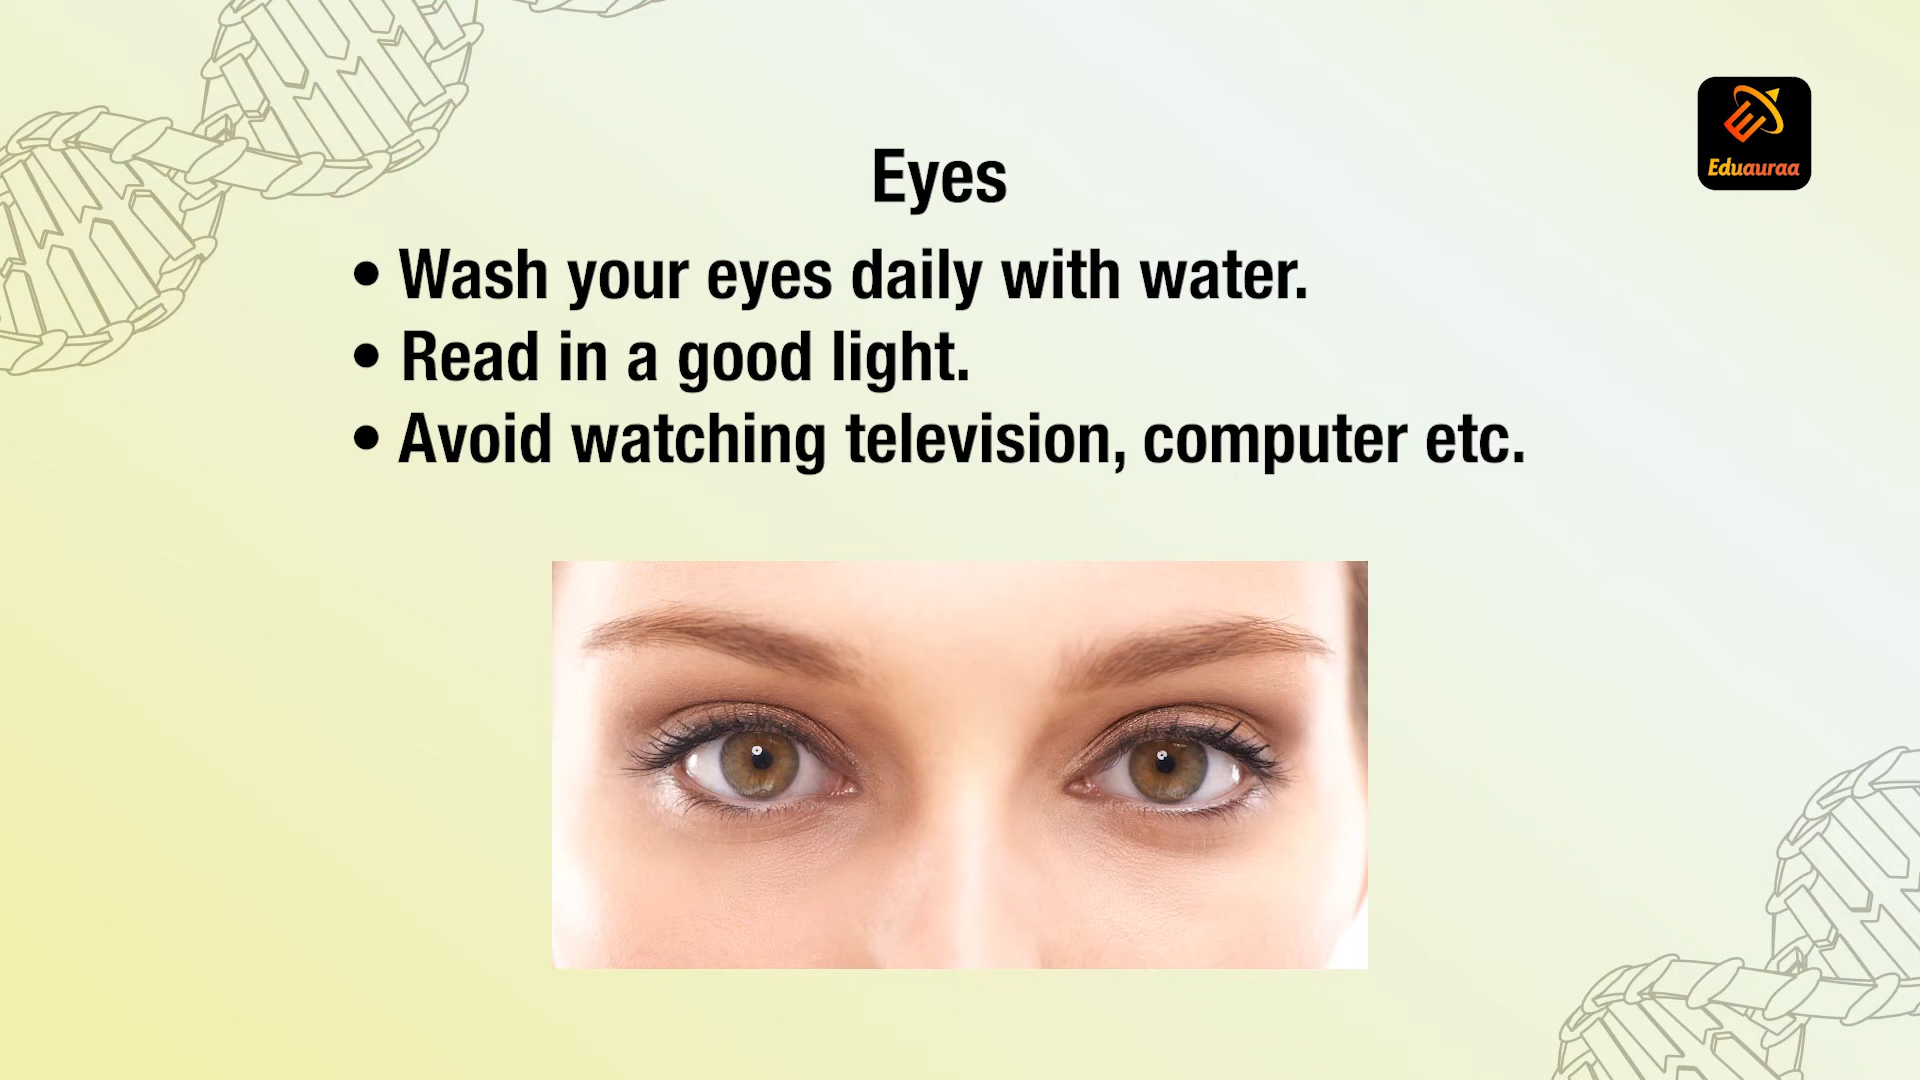 Eduauraa
Eyes
• Wash your eyes daily with water.
• Read in a good light.
• Avoid watching television, computer etc.